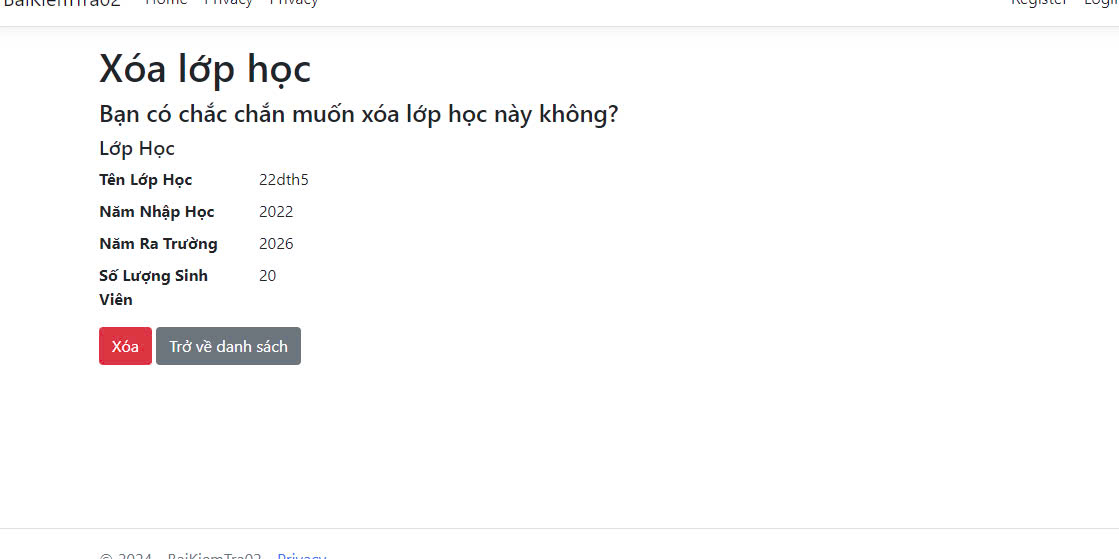 BaiKiemTra02 Home Privacy Privacy Register Login
Xóa lớp học
Bạn có chắc chắn muốn xóa lớp học này không?
Lớp Học
Tên Lớp Học 22dth5
Năm Nhập Học 2022
Năm Ra Trường 2026
Số Lượng Sinh 20
Viên
Xóa Trở về danh sách
© 2024 - BaiKiemTra02 - Privacy